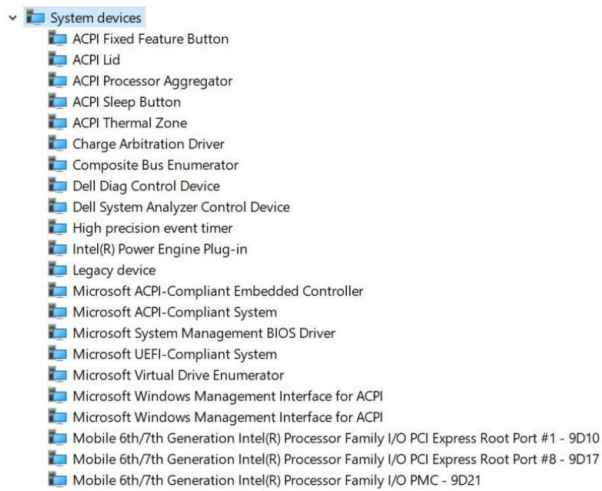 System devices
ACPI Fixed Feature Button
ACPI Lid
ACPI Processor Aggregator
ACPI Sleep Button
ACPI Thermal Zone
Charge Arbitration Driver
Composite Bus Enumerator
Dell Diag Control Device
Dell System Analyzer Control Device
High precision event timer
Intel(R) Power Engine Plug-in
Legacy device
Microsoft ACPI-Compliant Embedded Controller
Microsoft ACPI-Compliant System
Microsoft System Management BIOS Driver
Microsoft UEFI-Compliant System
Microsoft Virtual Drive Enumerator
Microsoft Windows Management Interface for ACPI
Microsoft Windows Management Interface for ACPI
Mobile 6th/7th Generation Intel(R) Processor Family I/O PCI Express Root Port #1 - 9D10
Mobile 6th/7th Generation Intel(R) Processor Family I/O PCI Express Root Port #8 - 9D17
Mobile 6th/7th Generation Intel(R) Processor Family I/O PMC - 9D21